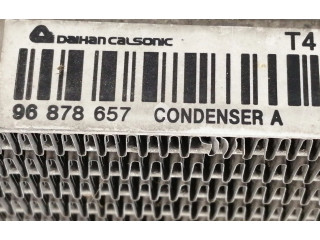 DAIHAN CALSONIC T4
96 878 657 CONDENSER A